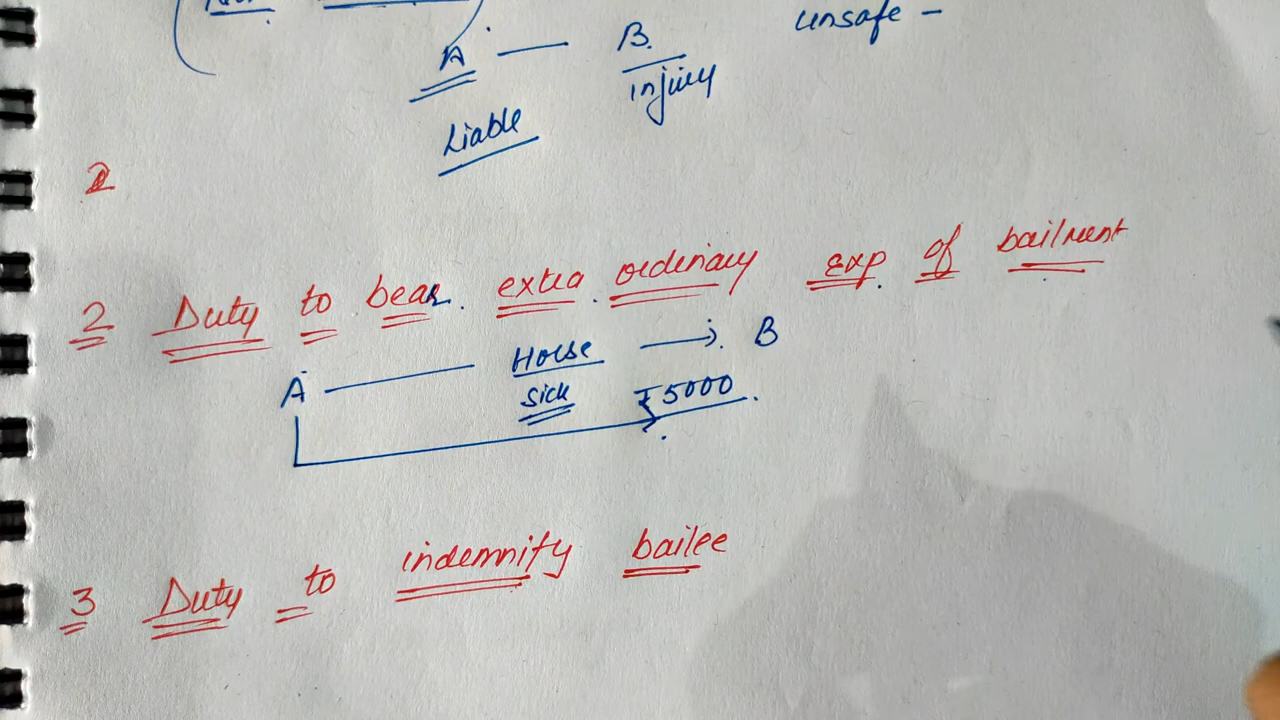 unsafe -
A — B.
injury
Liable
2
2 Duty to bear. extra. ordinary exp. of bailment
A — Horse → B
Sick ₹5000.
3 Duty to indemnify bailee